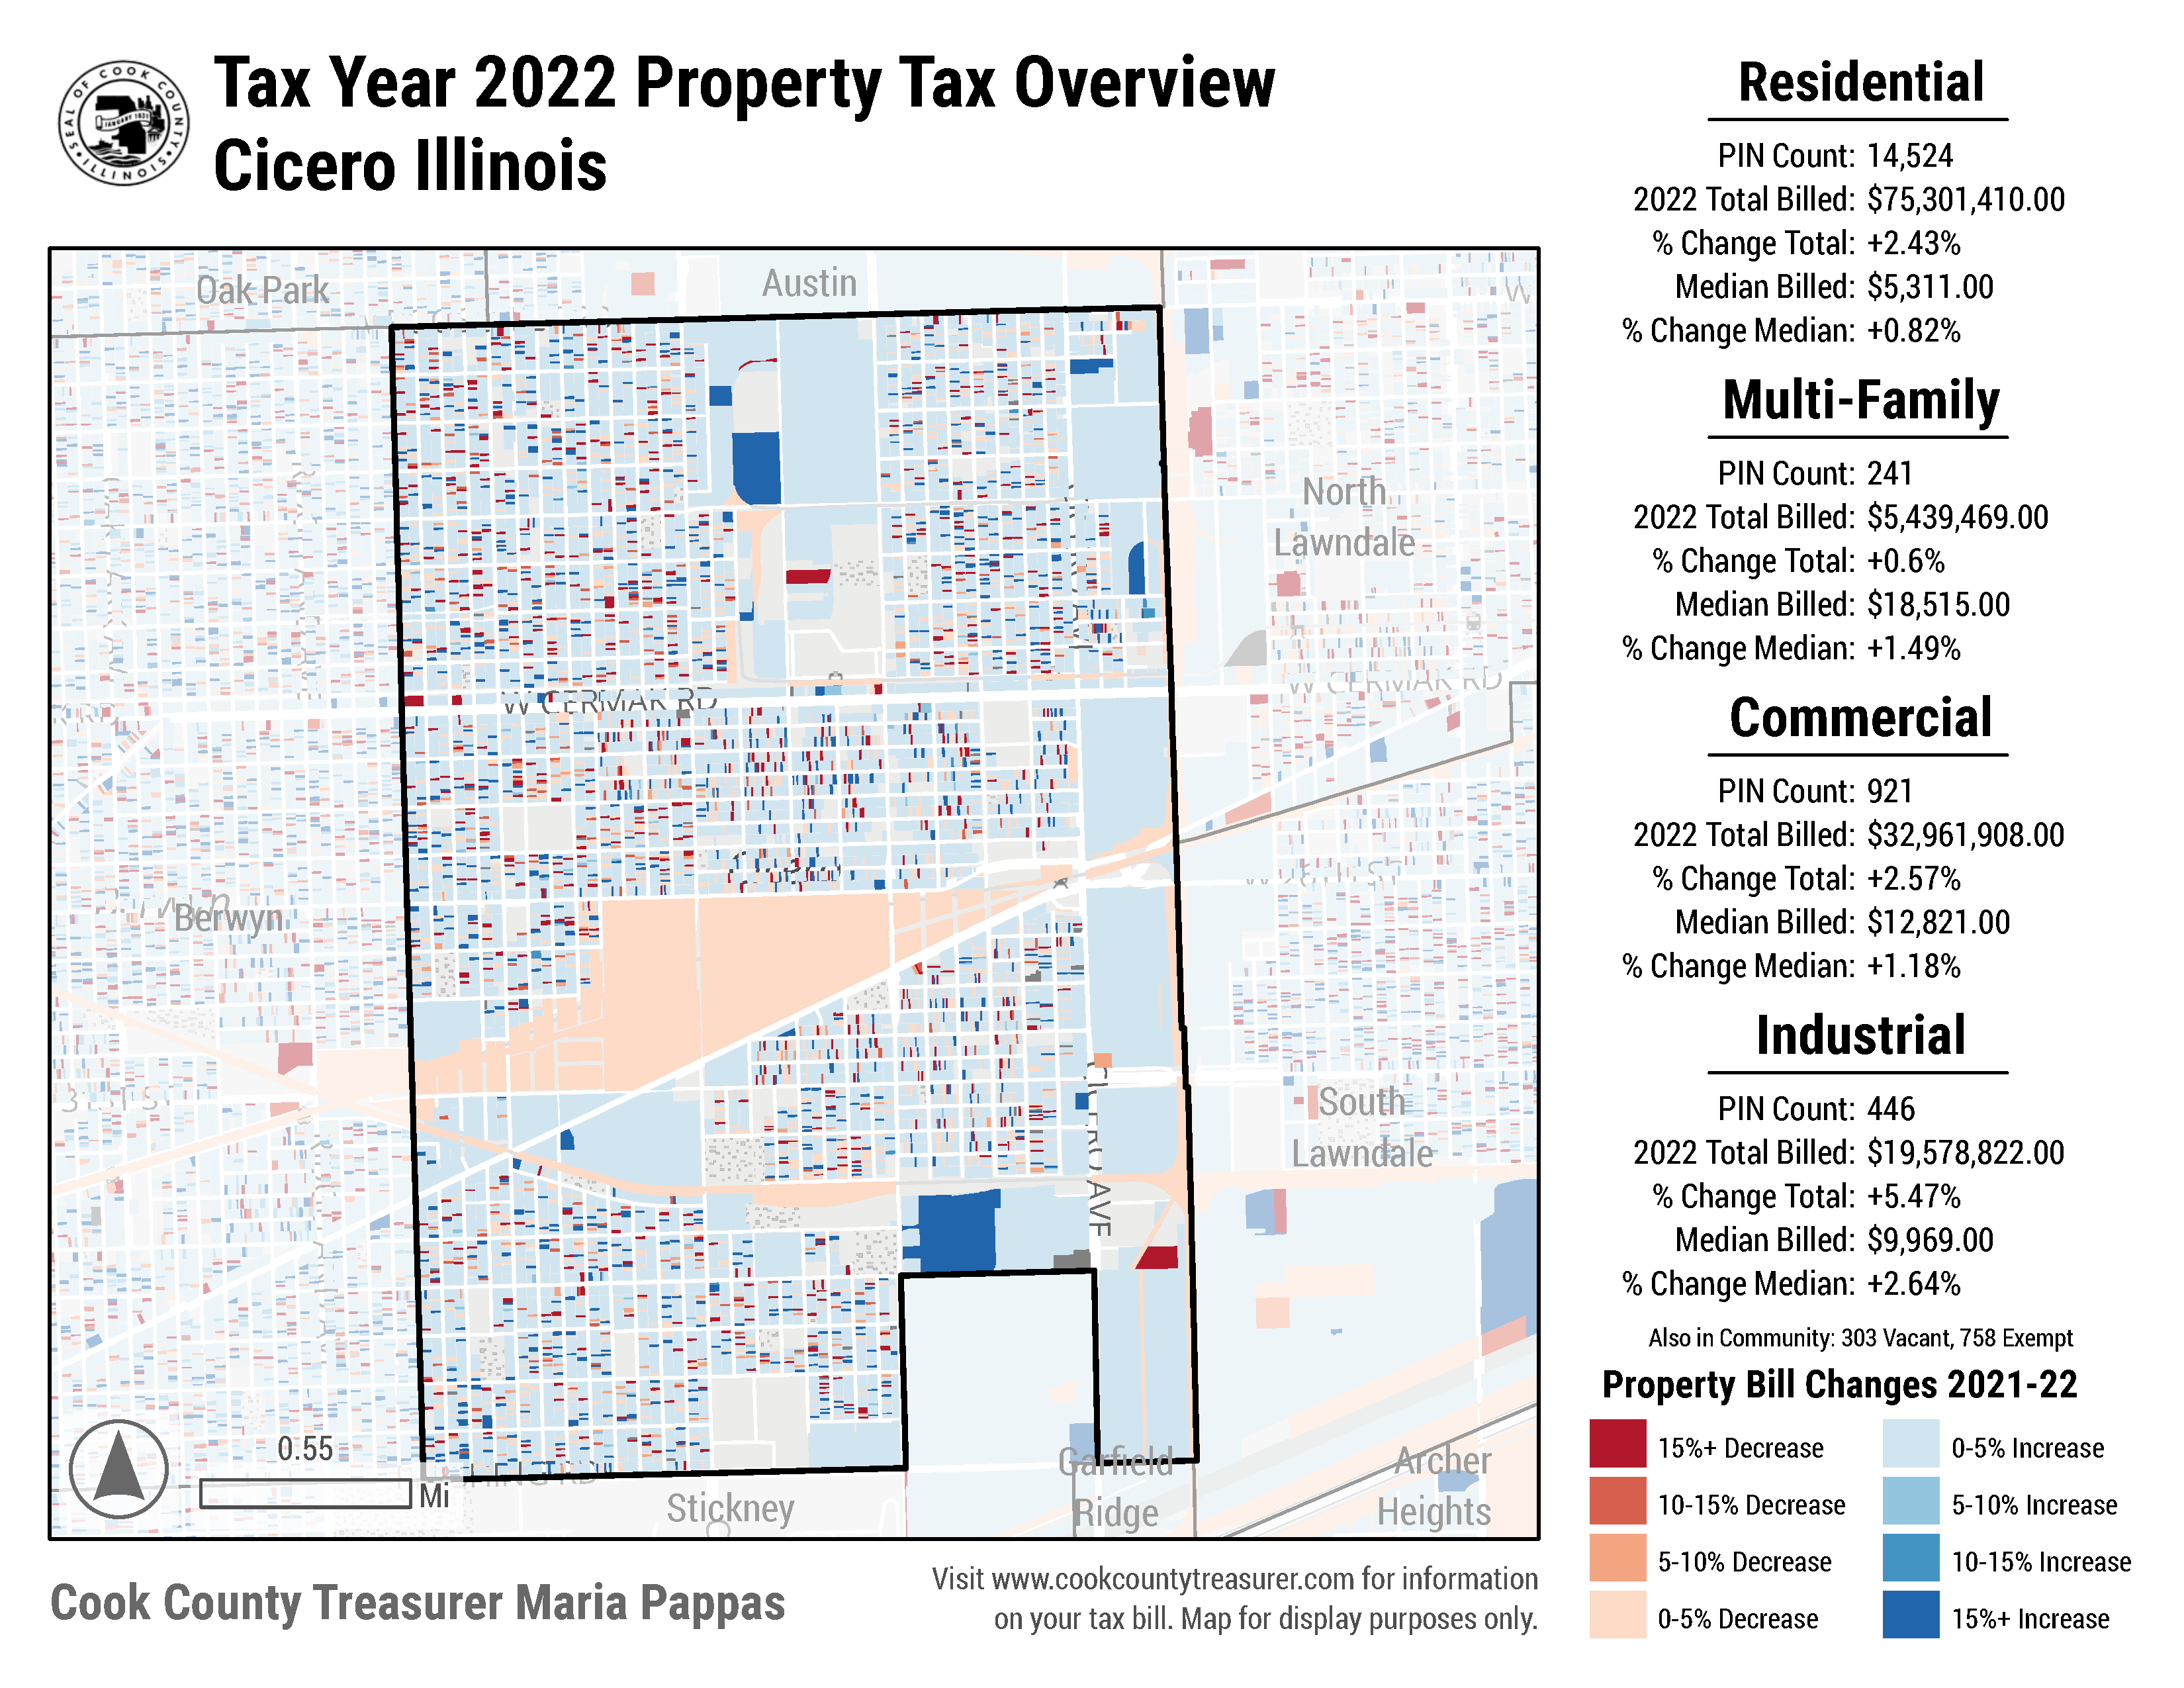 SEAL OF COOK COUNTY
JANUARY 1831
ILLINOIS
Tax Year 2022 Property Tax Overview
Cicero Illinois
Oak Park
Austin
North
Lawndale
W CERMAK RD
W CERMAK RD
Berwyn
South
Lawndale
CICERO AVE
0.55
Mi
Stickney
Garfield
Ridge
Archer
Heights
Cook County Treasurer Maria Pappas
Visit www.cookcountytreasurer.com for information
on your tax bill. Map for display purposes only.
Residential
PIN Count: 14,524
2022 Total Billed: $75,301,410.00
% Change Total: +2.43%
Median Billed: $5,311.00
% Change Median: +0.82%
Multi-Family
PIN Count: 241
2022 Total Billed: $5,439,469.00
% Change Total: +0.6%
Median Billed: $18,515.00
% Change Median: +1.49%
Commercial
PIN Count: 921
2022 Total Billed: $32,961,908.00
% Change Total: +2.57%
Median Billed: $12,821.00
% Change Median: +1.18%
Industrial
PIN Count: 446
2022 Total Billed: $19,578,822.00
% Change Total: +5.47%
Median Billed: $9,969.00
% Change Median: +2.64%
Also in Community: 303 Vacant, 758 Exempt
Property Bill Changes 2021-22
15%+ Decrease
10-15% Decrease
5-10% Decrease
0-5% Decrease
0-5% Increase
5-10% Increase
10-15% Increase
15%+ Increase